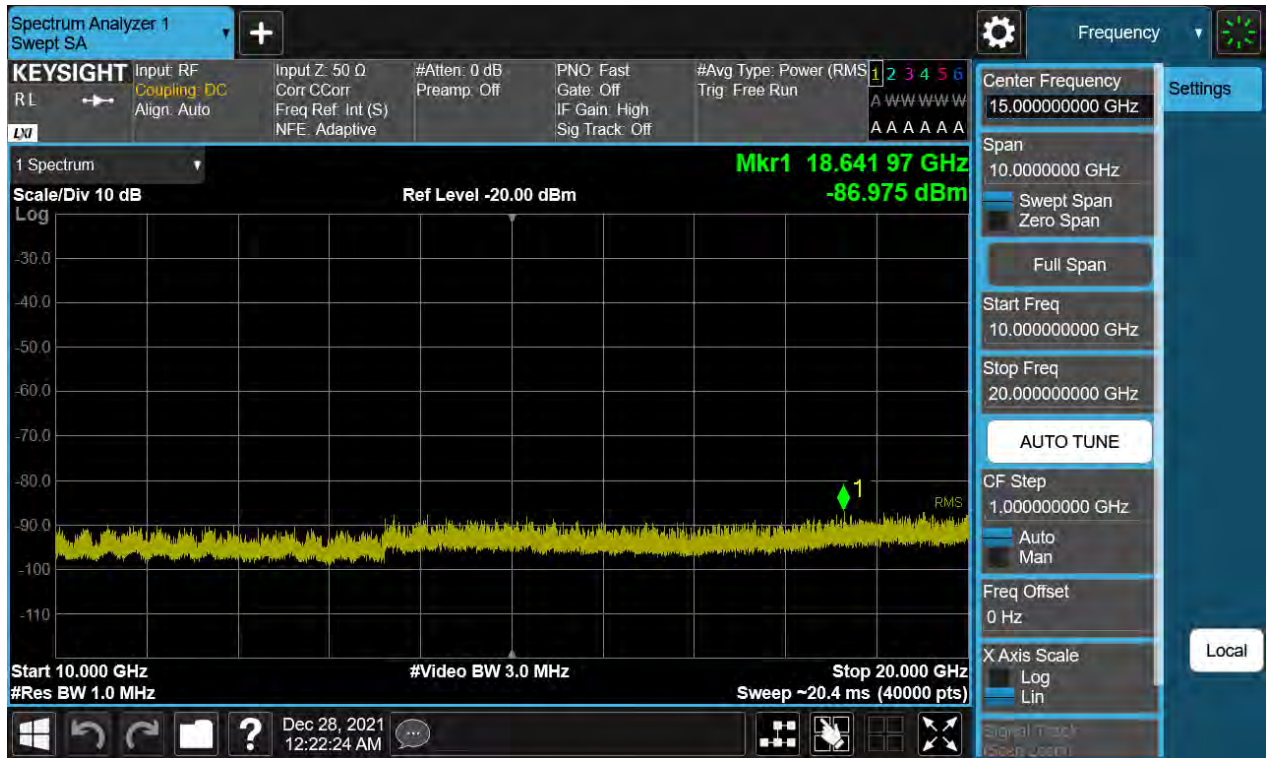 Spectrum Analyzer 1
Swept SA
+
Frequency
KEYSIGHT
RL
LXI
Input: RF
Coupling: DC
Align: Auto
Input Z: 50 Ω
Corr CCorr
Freq Ref: Int (S)
NFE: Adaptive
#Atten: 0 dB
Preamp: Off
PNO: Fast
Gate: Off
IF Gain: High
Sig Track: Off
#Avg Type: Power (RMS
Trig: Free Run
1 2 3 4 5 6
A W W W W W
A A A A A A
1 Spectrum
Scale/Div 10 dB
Ref Level -20.00 dBm
Mkr1 18.641 97 GHz
-86.975 dBm
Log
-30.0
-40.0
-50.0
-60.0
-70.0
-80.0
-90.0
-100
-110
1
RMS
Start 10.000 GHz
#Res BW 1.0 MHz
#Video BW 3.0 MHz
Stop 20.000 GHz
Sweep ~20.4 ms (40000 pts)
?
Dec 28, 2021
12:22:24 AM
Center Frequency
15.000000000 GHz
Span
10.0000000 GHz
Swept Span
Zero Span
Full Span
Start Freq
10.000000000 GHz
Stop Freq
20.000000000 GHz
AUTO TUNE
CF Step
1.000000000 GHz
Auto
Man
Freq Offset
0 Hz
X Axis Scale
Log
Lin
Signal Track
(Span Zoom)
Settings
Local